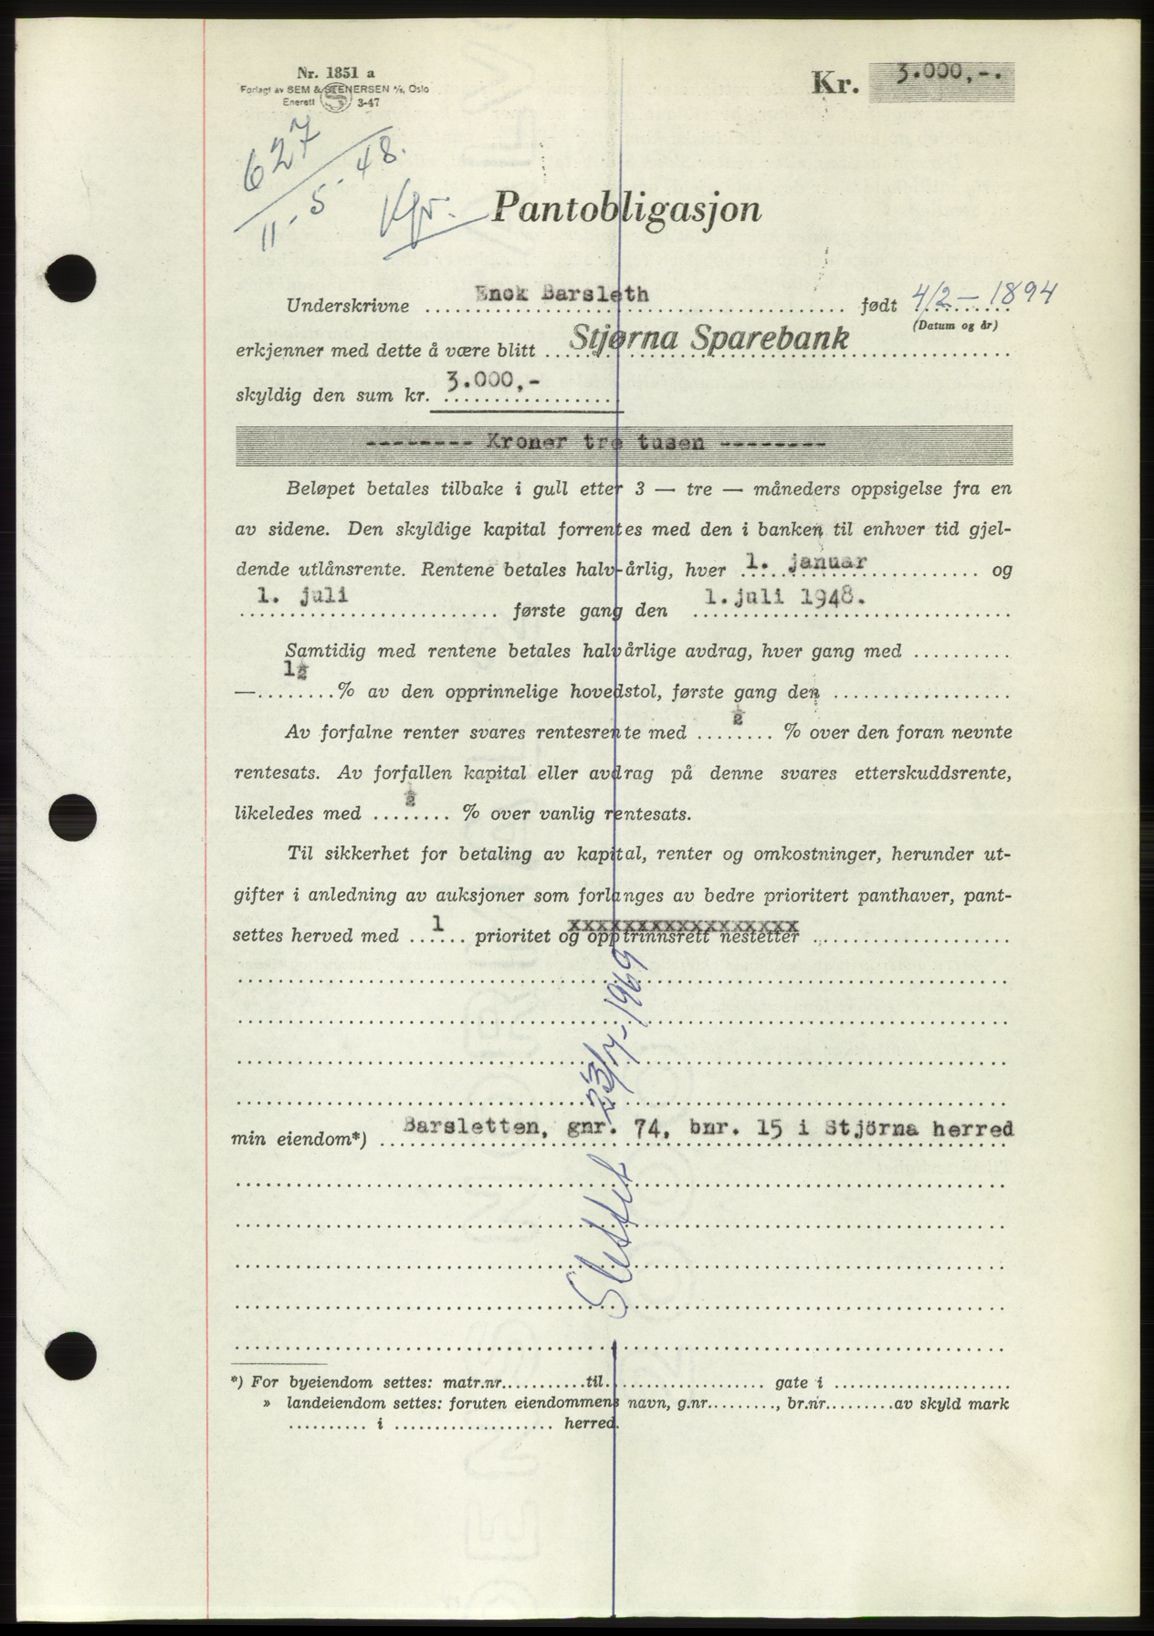 Nr. 1851 a
Forlagt av SEM & STENERSEN A/S, Oslo
Enerett 3-47
Kr. 3.000,-.
627
11-5-48.
Kfr.
Pantobligasjon
Underskrivne Enok Barsleth født 4/2-1894
(Datum og år)
erkjenner med dette å være blitt Stjørna Sparebank
skyldig den sum kr. 3.000,-
-------- Kroner tre tusen --------
Beløpet betales tilbake i gull etter 3 — tre — måneders oppsigelse fra en
av sidene. Den skyldige kapital forrentes med den i banken til enhver tid gjel-
dende utlånsrente. Rentene betales halv-årlig, hver 1. januar og
1. juli første gang den 1.juli 1948.
Samtidig med rentene betales halvårlige avdrag, hver gang med
— 1½ % av den opprinnelige hovedstol, første gang den
Av forfalne renter svares rentesrente med ½ % over den foran nevnte
rentesats. Av forfallen kapital eller avdrag på denne svares etterskuddsrente,
likeledes med ½ % over vanlig rentesats.
Til sikkerhet for betaling av kapital, renter og omkostninger, herunder ut-
gifter i anledning av auksjoner som forlanges av bedre prioritert panthaver, pant-
settes herved med 1 prioritet og opptrinnsrett nestetter
min eiendom*) Barsletten, gnr. 74, bnr. 15 i Stjörna herred
Slettet 23/7-1969
*) For byeiendom settes: matr.nr. til gate i
» landeiendom settes: foruten eiendommens navn, g.nr. , br.nr. av skyld mark
i herred.